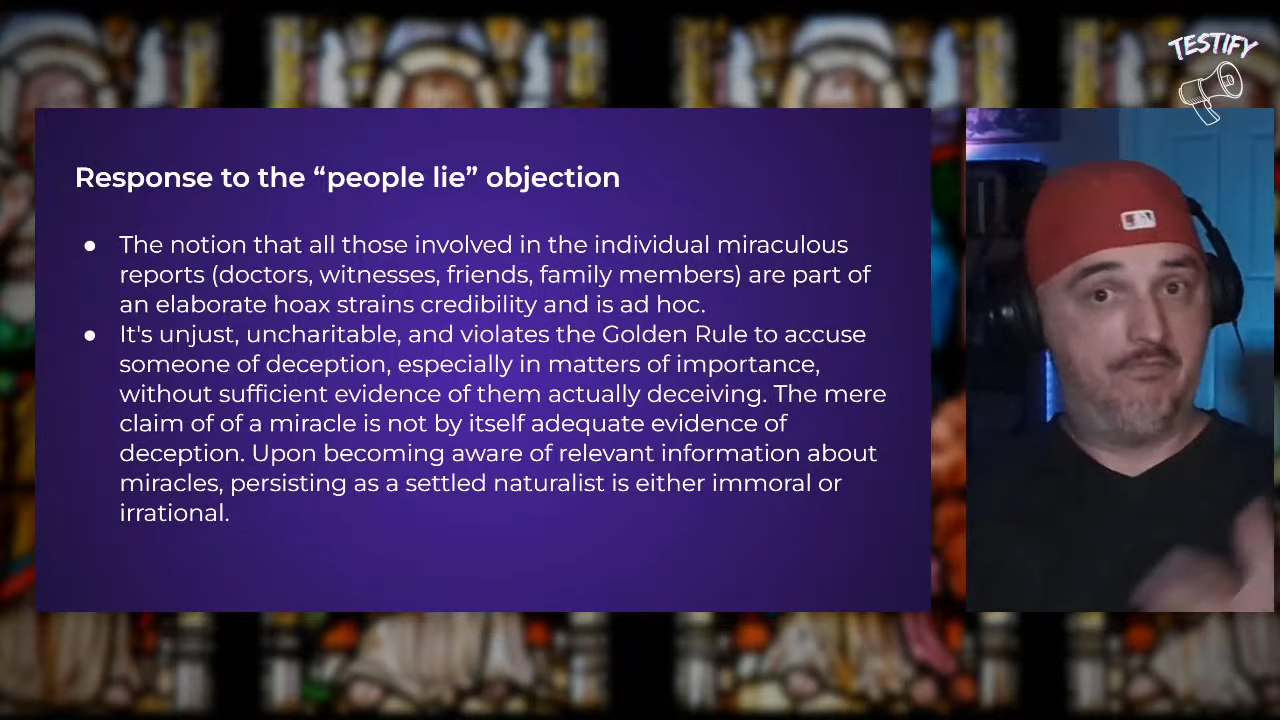 TESTIFY
Response to the “people lie” objection
● The notion that all those involved in the individual miraculous
reports (doctors, witnesses, friends, family members) are part of
an elaborate hoax strains credibility and is ad hoc.
● It's unjust, uncharitable, and violates the Golden Rule to accuse
someone of deception, especially in matters of importance,
without sufficient evidence of them actually deceiving. The mere
claim of of a miracle is not by itself adequate evidence of
deception. Upon becoming aware of relevant information about
miracles, persisting as a settled naturalist is either immoral or
irrational.